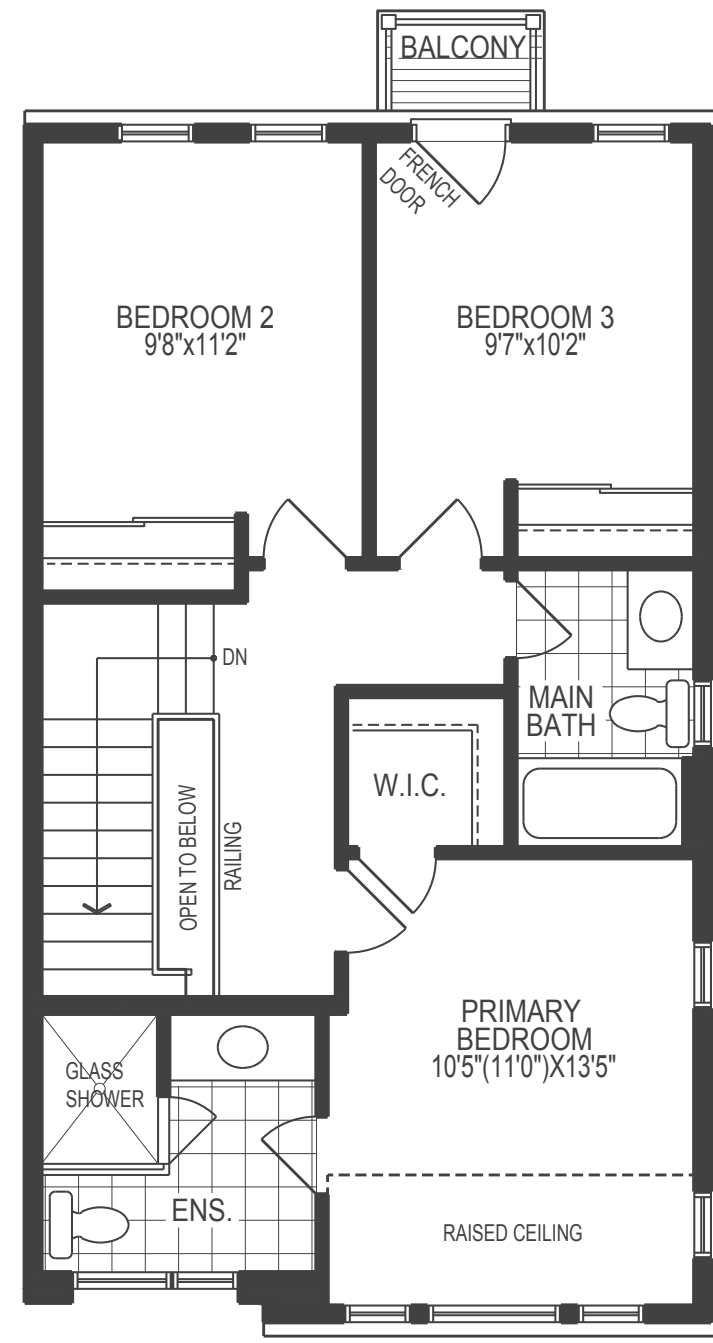 BALCONY
FRENCH
DOOR
BEDROOM 2
9'8"x11'2"
BEDROOM 3
9'7"x10'2"
DN
MAIN
BATH
W.I.C.
OPEN TO BELOW
RAILING
PRIMARY
BEDROOM
10'5"(11'0")X13'5"
GLASS
SHOWER
ENS.
RAISED CEILING